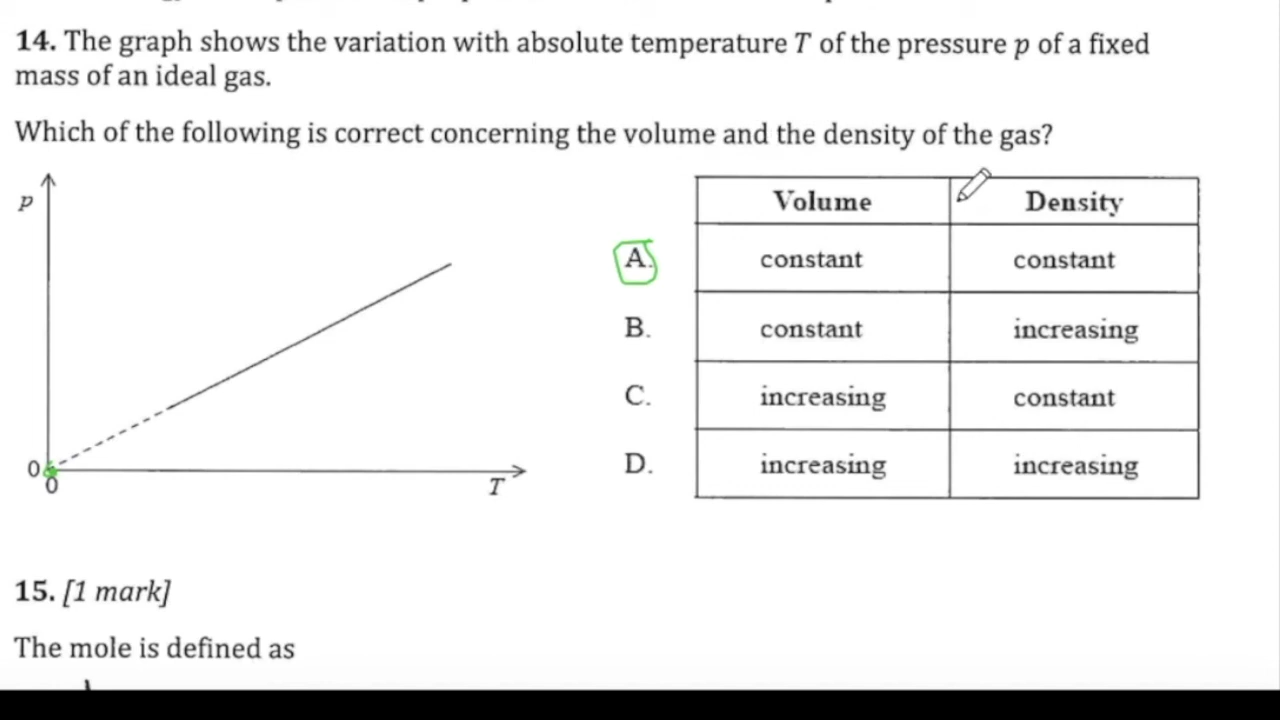 14. The graph shows the variation with absolute temperature T of the pressure p of a fixed
mass of an ideal gas.
Which of the following is correct concerning the volume and the density of the gas?
p
0
0
T
Volume Density
A. constant constant
B. constant increasing
C. increasing constant
D. increasing increasing
15. [1 mark]
The mole is defined as